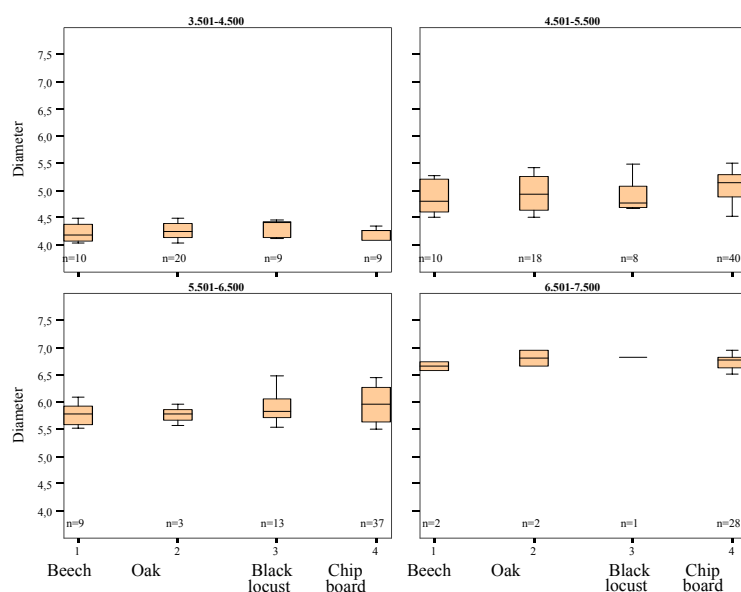 3.501-4.500
4.501-5.500
Diameter
7,5
7,0
6,5
6,0
5,5
5,0
4,5
4,0
n=10
n=20
n=9
n=9
n=10
n=18
n=8
n=40
5.501-6.500
6.501-7.500
Diameter
7,5
7,0
6,5
6,0
5,5
5,0
4,5
4,0
n=9
n=3
n=13
n=37
n=2
n=2
n=1
n=28
1
2
3
4
1
2
3
4
Beech
Oak
Black
locust
Chip
board
Beech
Oak
Black
locust
Chip
board